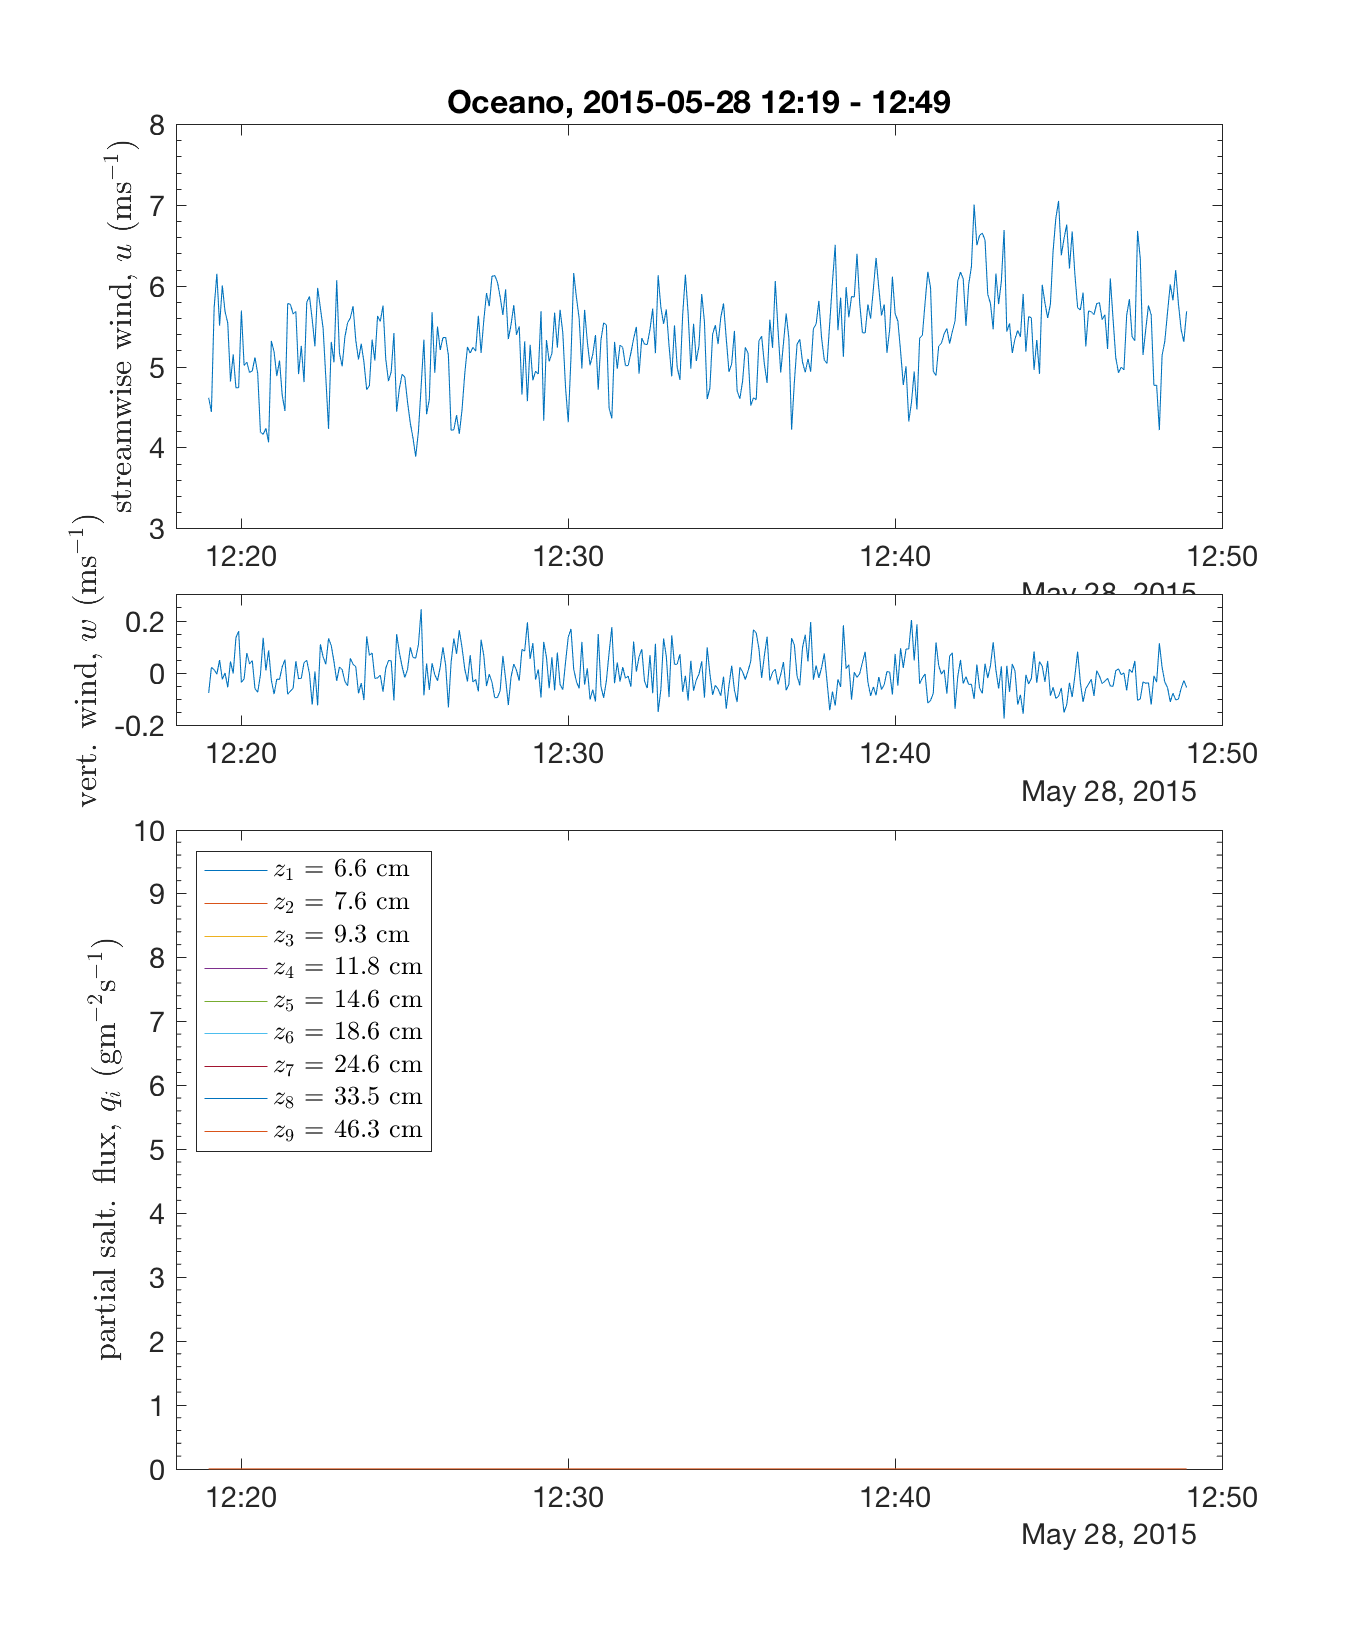 Oceano, 2015-05-28 12:19 - 12:49
streamwise wind, u (ms⁻¹)
8
7
6
5
4
3
12:20 12:30 12:40 12:50
May 28, 2015
vert. wind, w (ms⁻¹)
0.2
0
-0.2
12:20 12:30 12:40 12:50
May 28, 2015
partial salt. flux, qᵢ (gm⁻²s⁻¹)
10
9
8
7
6
5
4
3
2
1
0
z₁ = 6.6 cm
z₂ = 7.6 cm
z₃ = 9.3 cm
z₄ = 11.8 cm
z₅ = 14.6 cm
z₆ = 18.6 cm
z₇ = 24.6 cm
z₈ = 33.5 cm
z₉ = 46.3 cm
12:20 12:30 12:40 12:50
May 28, 2015